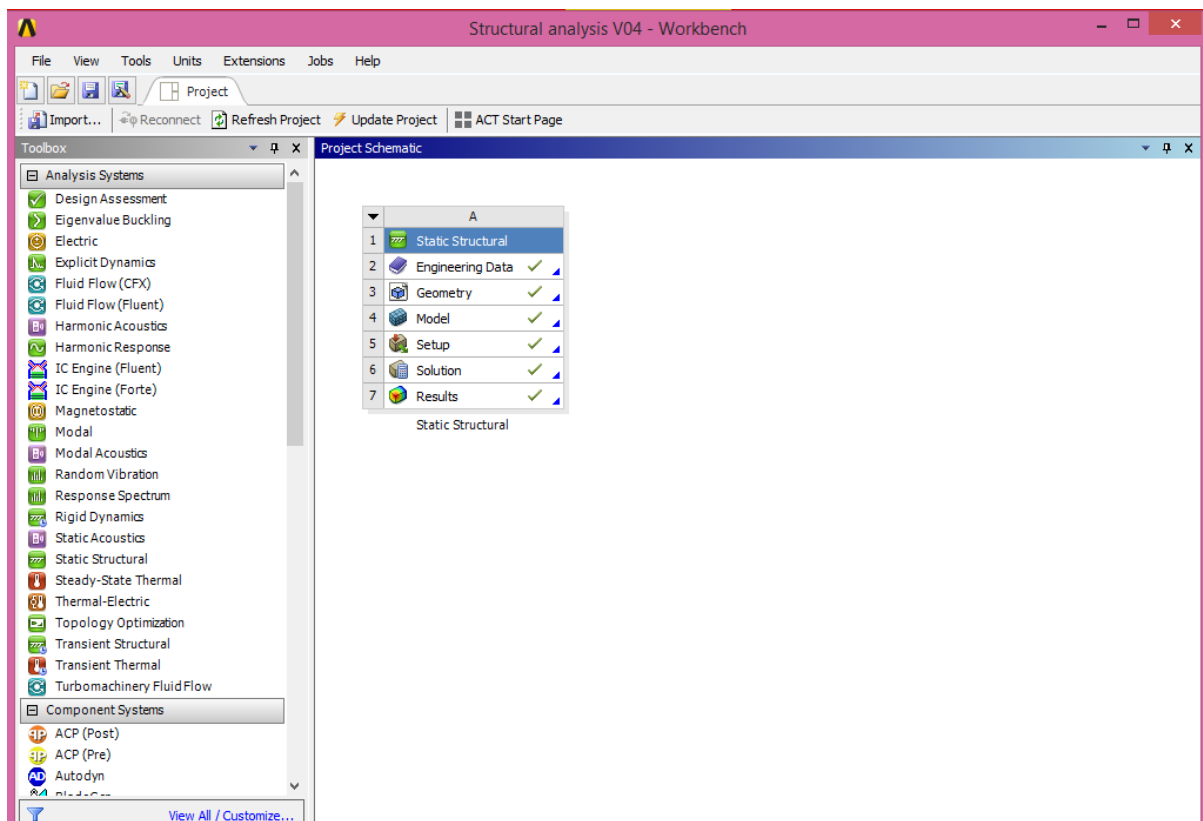 Structural analysis V04 - Workbench
File View Tools Units Extensions Jobs Help
Project
Import... Reconnect Refresh Project Update Project ACT Start Page
Toolbox
Project Schematic
Analysis Systems
Design Assessment
Eigenvalue Buckling
Electric
Explicit Dynamics
Fluid Flow (CFX)
Fluid Flow (Fluent)
Harmonic Acoustics
Harmonic Response
IC Engine (Fluent)
IC Engine (Forte)
Magnetostatic
Modal
Modal Acoustics
Random Vibration
Response Spectrum
Rigid Dynamics
Static Acoustics
Static Structural
Steady-State Thermal
Thermal-Electric
Topology Optimization
Transient Structural
Transient Thermal
Turbomachinery Fluid Flow
Component Systems
ACP (Post)
ACP (Pre)
Autodyn
View All / Customize...
A
1 Static Structural
2 Engineering Data
3 Geometry
4 Model
5 Setup
6 Solution
7 Results
Static Structural